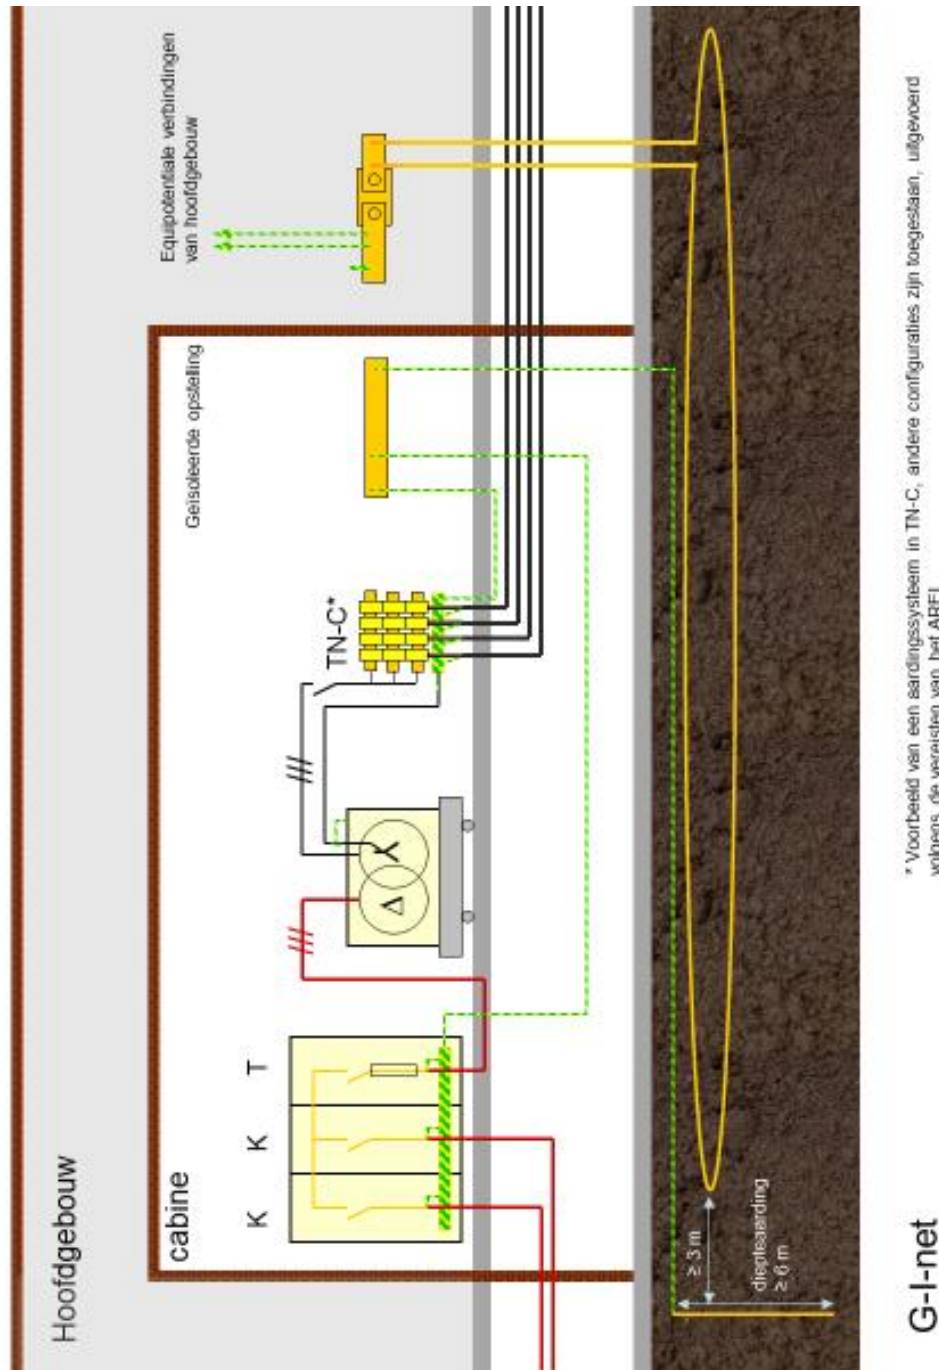 Hoofdgebouw
Equipotentiale verbindingen
van hoofdgebouw
cabine
Geïsoleerde opstelling
K
K
T
TN-C*
Δ
≥ 3 m
diepteaarding
≥ 6 m
G-I-net
* Voorbeeld van een aardingssysteem in TN-C, andere configuraties zijn toegestaan, uitgevoerd
volgens de vereisten van het AREI